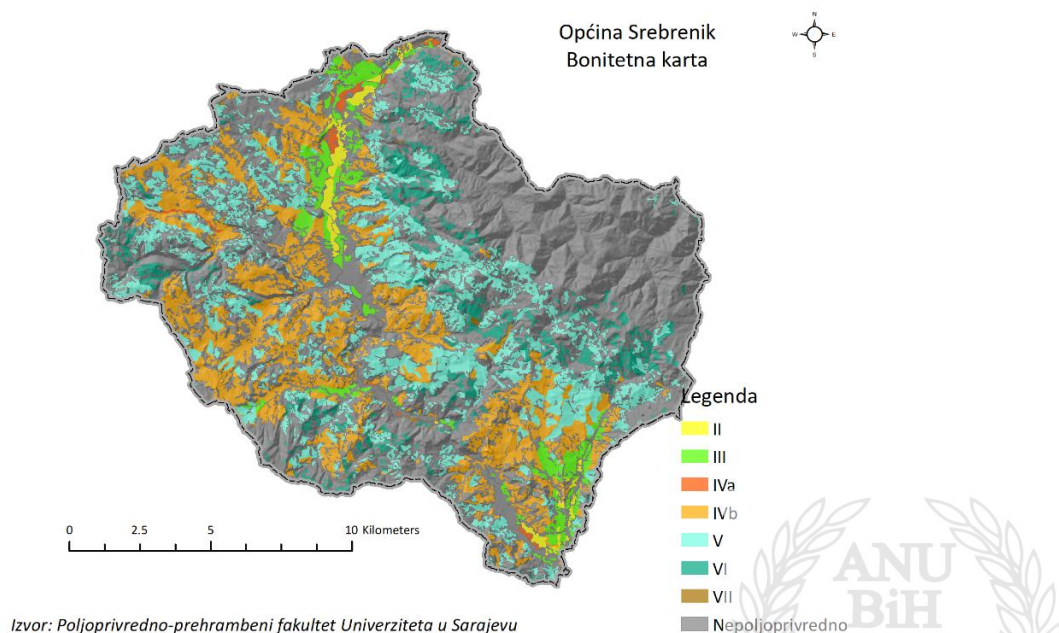 Općina Srebrenik
Bonitetna karta
N
W E
S
Legenda
II
III
IVa
IVb
V
VI
VII
Nepoljoprivredno
0 2.5 5 10 Kilometers
ANU
BiH
Izvor: Poljoprivredno-prehrambeni fakultet Univerziteta u Sarajevu